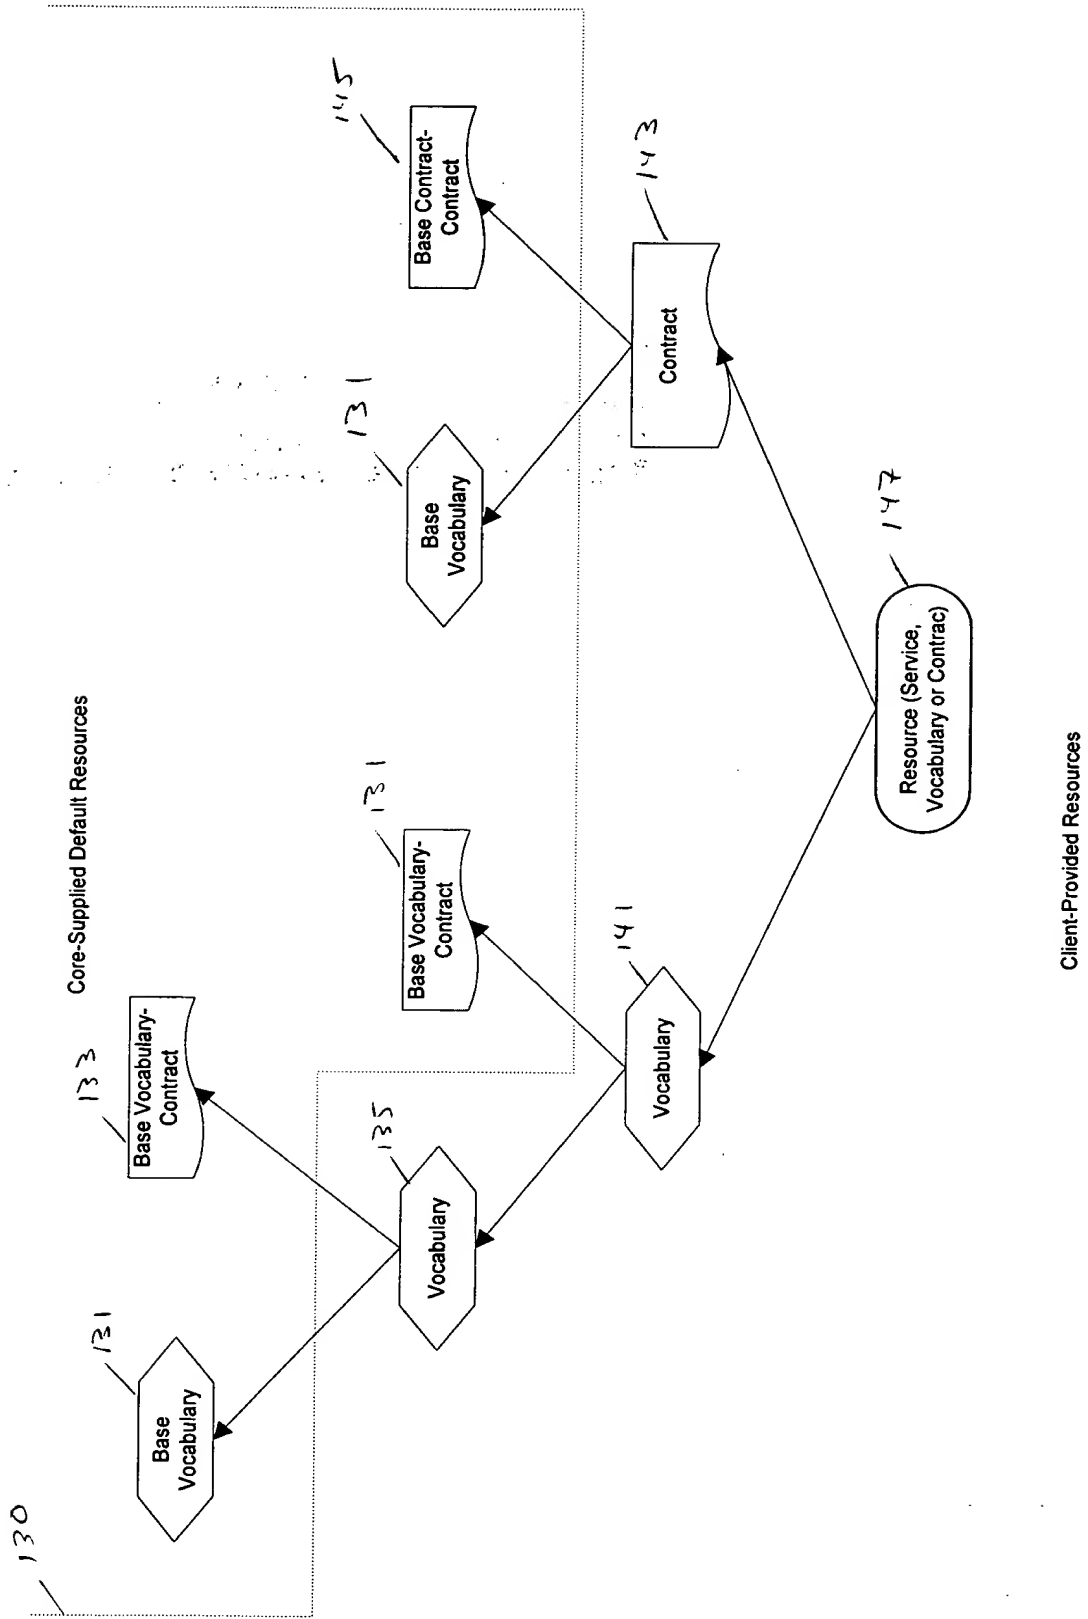 130
Core-Supplied Default Resources
131
Base
Vocabulary
133
Base Vocabulary-
Contract
135
Vocabulary
131
Base Vocabulary-
Contract
131
Base
Vocabulary
145
Base Contract-
Contract
141
Vocabulary
143
Contract
147
Resource (Service,
Vocabulary or Contrac)
Client-Provided Resources